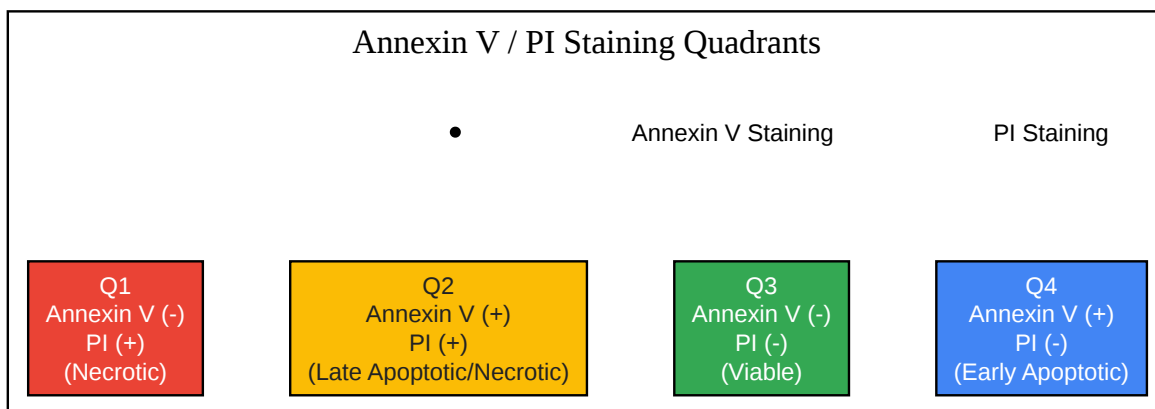 Annexin V / PI Staining Quadrants
Annexin V Staining
PI Staining
Q1
Annexin V (-)
PI (+)
(Necrotic)
Q2
Annexin V (+)
PI (+)
(Late Apoptotic/Necrotic)
Q3
Annexin V (-)
PI (-)
(Viable)
Q4
Annexin V (+)
PI (-)
(Early Apoptotic)